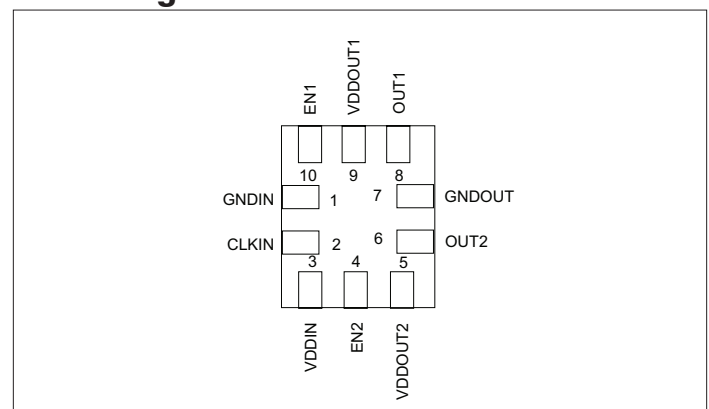 EN1
VDDOUT1
OUT1
10
9
8
GNDIN
1
7
GNDOUT
CLKIN
2
6
OUT2
3
4
5
VDDIN
EN2
VDDOUT2